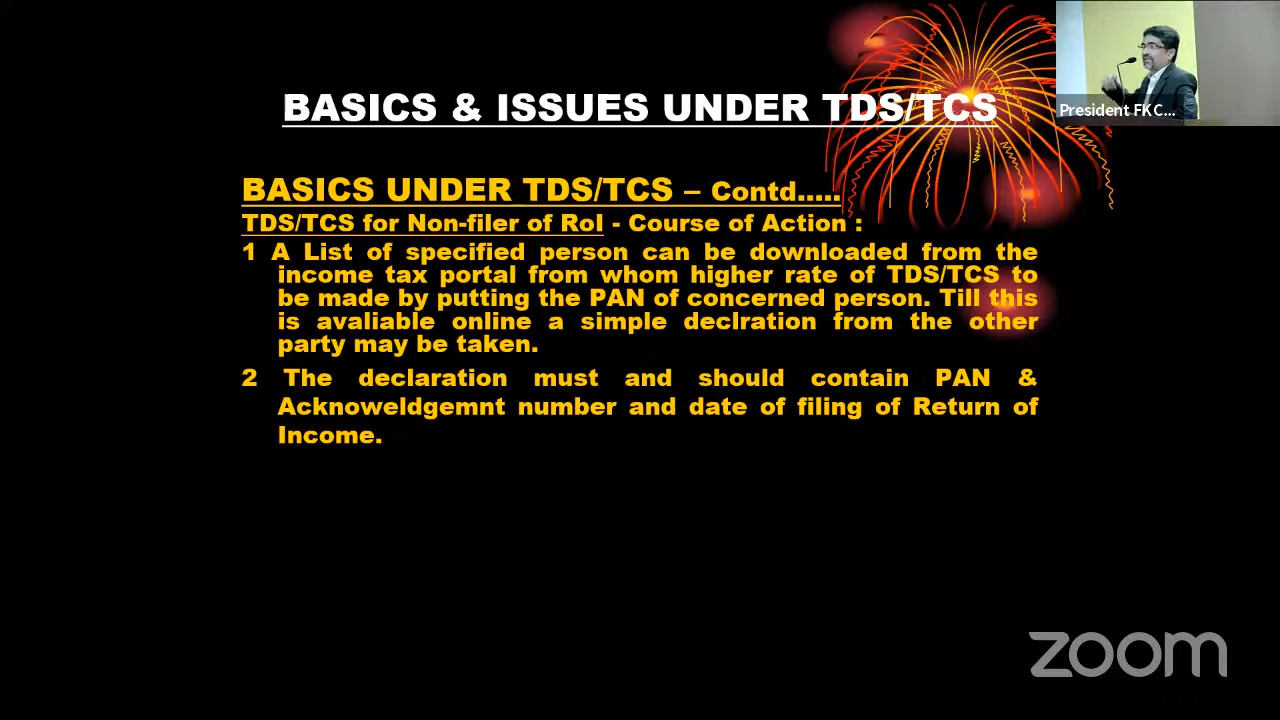 BASICS & ISSUES UNDER TDS/TCS
President FKC...
BASICS UNDER TDS/TCS – Contd.....
TDS/TCS for Non-filer of RoI - Course of Action :
1 A List of specified person can be downloaded from the
income tax portal from whom higher rate of TDS/TCS to
be made by putting the PAN of concerned person. Till this
is avaliable online a simple declration from the other
party may be taken.
2 The declaration must and should contain PAN &
Acknoweldgemnt number and date of filing of Return of
Income.
zoom